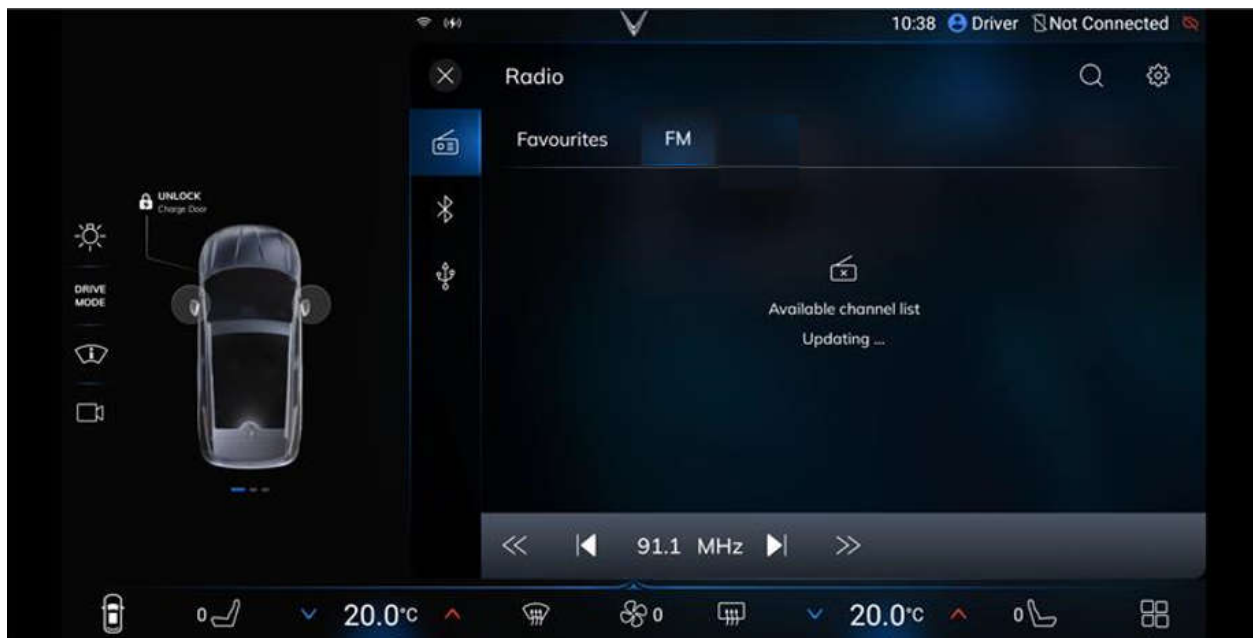 10:38 Driver Not Connected
Radio
Favourites FM
UNLOCK
Charge Door
DRIVE
MODE
Available channel list
Updating ...
91.1 MHz
0 20.0°C 0 20.0°C 0